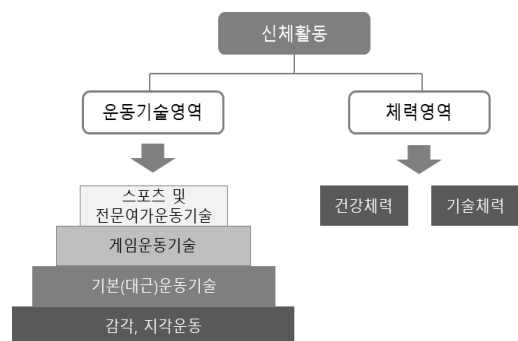 신체활동
운동기술영역
체력영역
스포츠 및
전문여가운동기술
게임운동기술
기본(대근)운동기술
감각, 지각운동
건강체력
기술체력